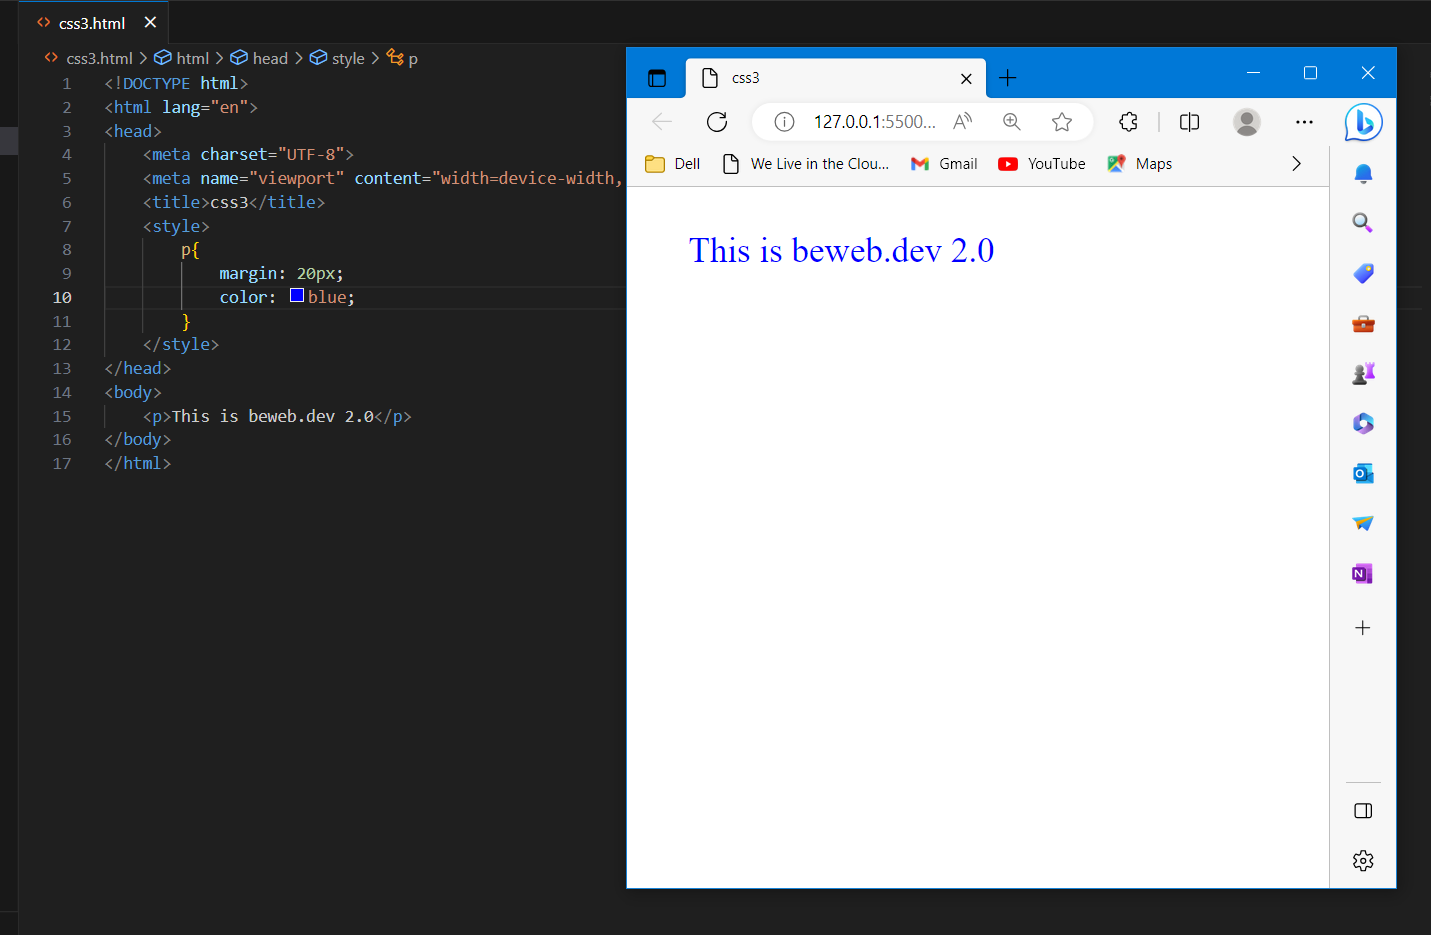 css3.html
css3.html > html > head > style > p
1 <!DOCTYPE html>
2 <html lang="en">
3 <head>
4 <meta charset="UTF-8">
5 <meta name="viewport" content="width=device-width,
6 <title>css3</title>
7 <style>
8 p{
9 margin: 20px;
10 color: blue;
11 }
12 </style>
13 </head>
14 <body>
15 <p>This is beweb.dev 2.0</p>
16 </body>
17 </html>
css3
127.0.0.1:5500...
Dell We Live in the Clou... Gmail YouTube Maps
This is beweb.dev 2.0